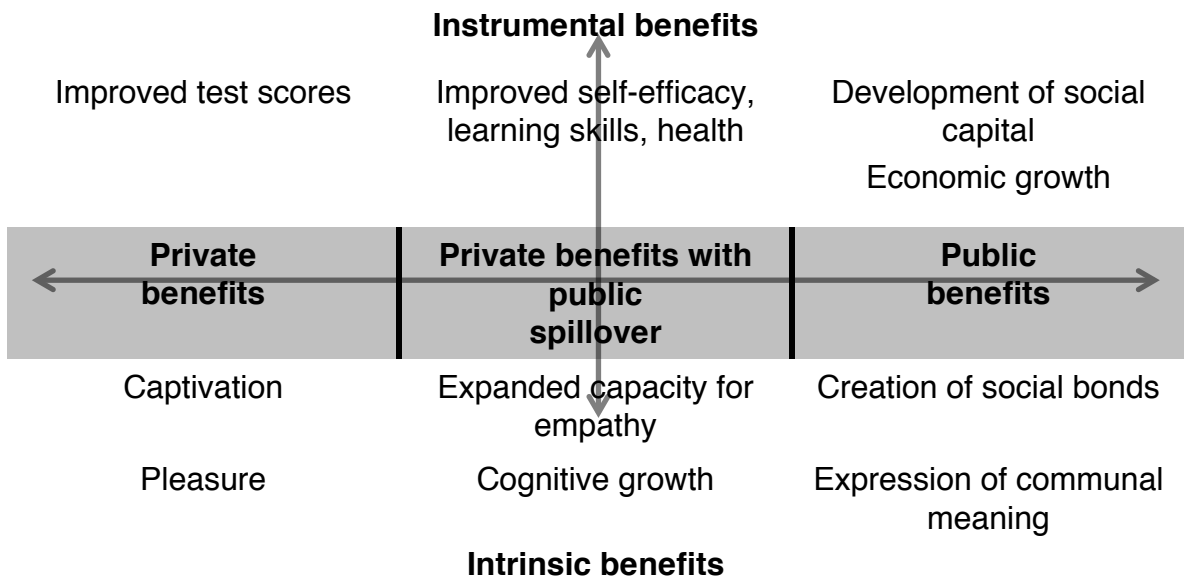 Instrumental benefits
Improved test scores
Improved self-efficacy,
learning skills, health
Development of social
capital
Economic growth
Private
benefits
Private benefits with
public
spillover
Public
benefits
Captivation
Expanded capacity for
empathy
Creation of social bonds
Pleasure
Cognitive growth
Expression of communal
meaning
Intrinsic benefits